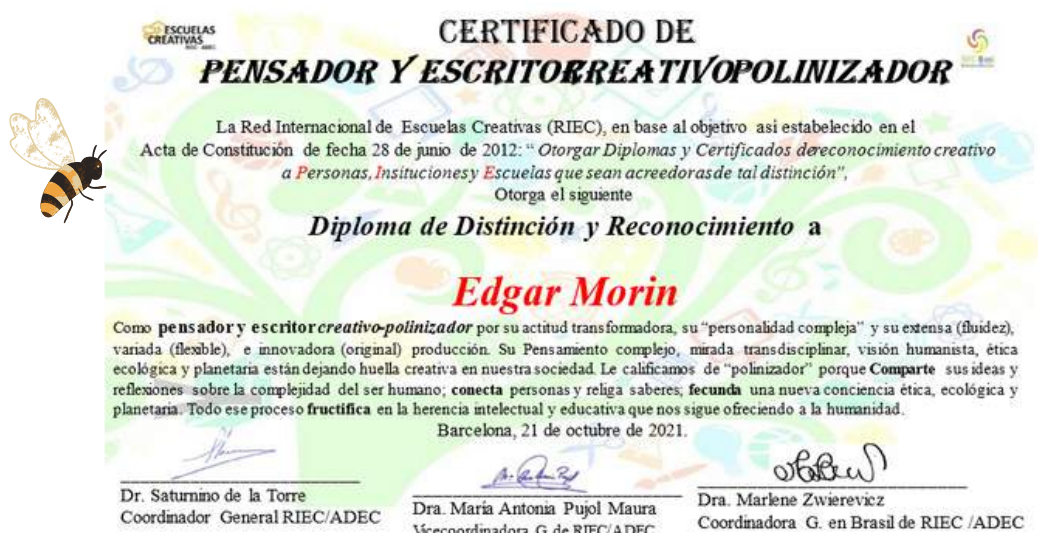 ESCUELAS
CREATIVAS
CERTIFICADO DE
PENSADOR Y ESCRITORREATIVOPOLINIZADOR
La Red Internacional de Escuelas Creativas (RIEC), en base al objetivo así estabelecido en el
Acta de Constitución de fecha 28 de junio de 2012: “ Otorgar Diplomas y Certificados dereconocimiento creativo
a Personas, Insitucionesy Escuelas que sean acreedorasde tal distinción”,
Otorga el siguiente
Diploma de Distinción y Reconocimiento a
Edgar Morin
Como pensador y escritor creativo-polinizador por su actitud transformadora, su “personalidad compleja” y su extensa (fluidez),
variada (flexible), e innovadora (original) producción. Su Pensamiento complejo, mirada transdisciplinar, visión humanista, ética
ecológica y planetaria están dejando huella creativa en nuestra sociedad. Le calificamos de “polinizador” porque Comparte sus ideas y
reflexiones sobre la complejidad del ser humano; conecta personas y religa saberes; fecunda una nueva conciencia ética, ecológica y
planetaria. Todo ese proceso fructifica en la herencia intelectual y educativa que nos sigue ofreciendo a la humanidad.
Barcelona, 21 de octubre de 2021.
Dr. Saturnino de la Torre
Coordinador General RIEC/ADEC
Dra. Maria Antonia Pujol Maura
Vicecoordinadora G. de RIEC/ADEC
Dra. Marlene Zwierevicz
Coordinadora G. en Brasil de RIEC /ADEC